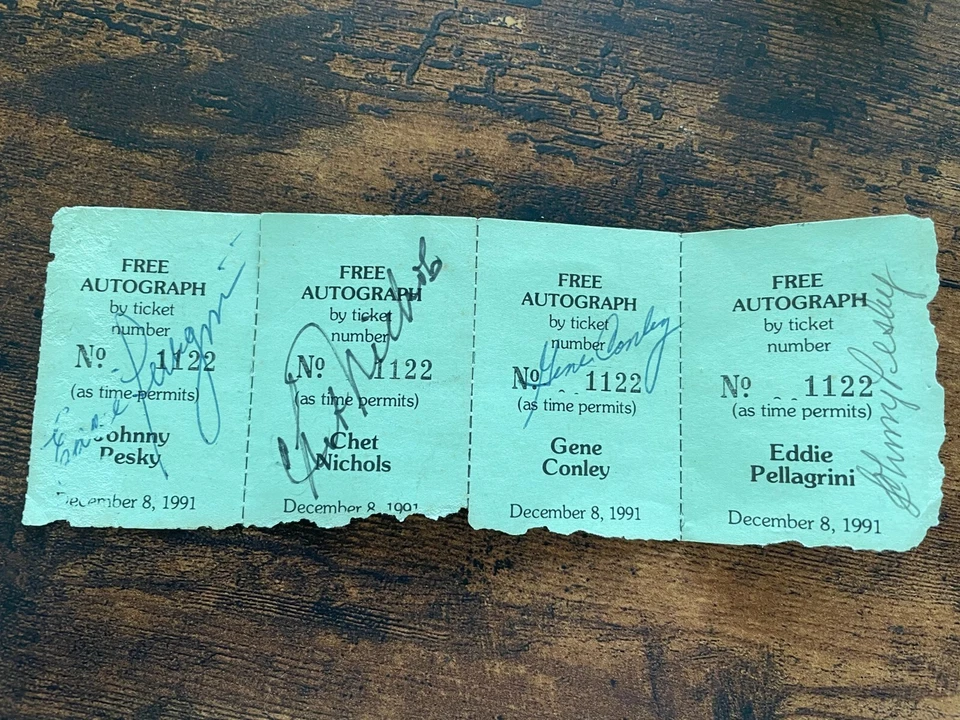 FREE
AUTOGRAPH
by ticket
number
Nº 1122
(as time permits)
Johnny
Pesky
December 8, 1991
FREE
AUTOGRAPH
by ticket
number
Nº 1122
(as time permits)
Chet
Nichols
December 8, 1991
Chet Nichols
FREE
AUTOGRAPH
by ticket
number
Nº 1122
(as time permits)
Gene
Conley
December 8, 1991
Gene Conley
FREE
AUTOGRAPH
by ticket
number
Nº 1122
(as time permits)
Eddie
Pellagrini
December 8, 1991
Johnny Pesky